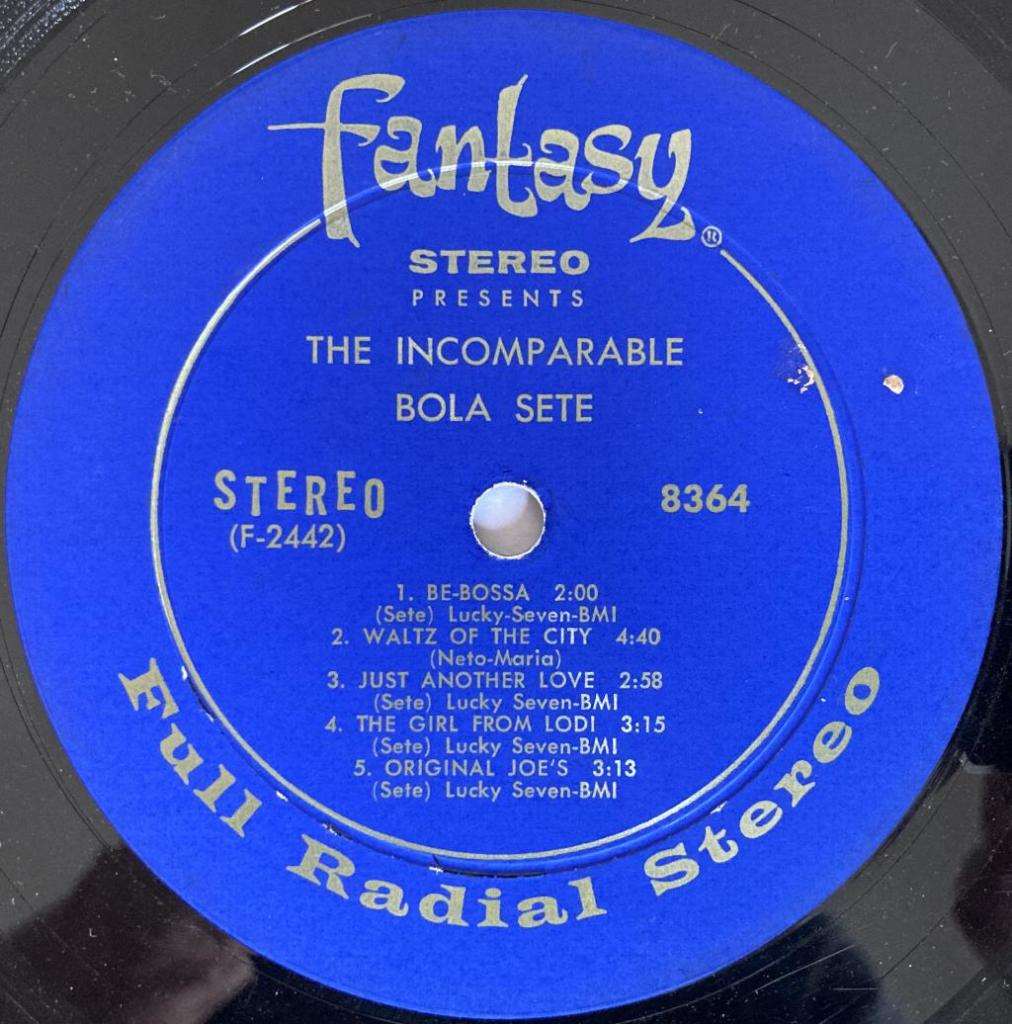 fantasy®
STEREO
PRESENTS
THE INCOMPARABLE
BOLA SETE
STEREO
(F-2442)
8364
1. BE-BOSSA 2:00
(Sete) Lucky-Seven-BMI
2. WALTZ OF THE CITY 4:40
(Neto-Maria)
3. JUST ANOTHER LOVE 2:58
(Sete) Lucky Seven-BMI
4. THE GIRL FROM LODI 3:15
(Sete) Lucky Seven-BMI
5. ORIGINAL JOE'S 3:13
(Sete) Lucky Seven-BMI
Full Radial Stereo